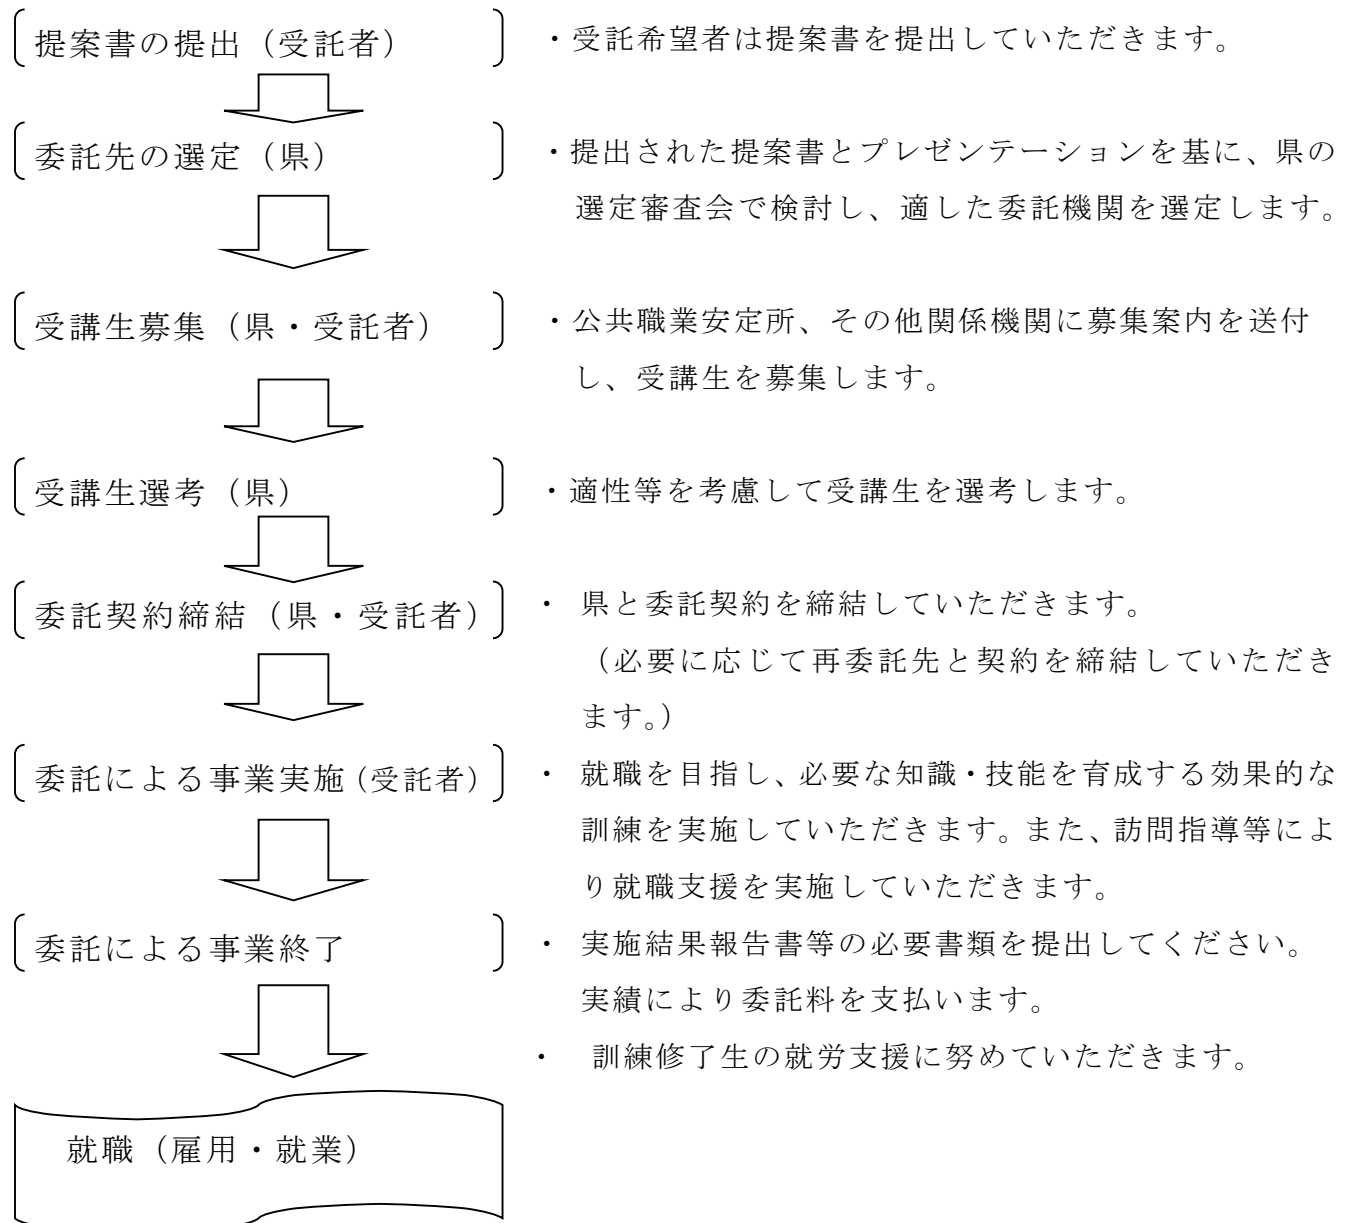 提案書の提出（受託者）
・受託希望者は提案書を提出していただきます。
委託先の選定（県）
・提出された提案書とプレゼンテーションを基に、県の
選定審査会で検討し、適した委託機関を選定します。
受講生募集（県・受託者）
・公共職業安定所、その他関係機関に募集案内を送付
し、受講生を募集します。
受講生選考（県）
・適性等を考慮して受講生を選考します。
委託契約締結（県・受託者）
・ 県と委託契約を締結していただきます。
（必要に応じて再委託先と契約を締結していただき
ます。）
委託による事業実施（受託者）
・ 就職を目指し、必要な知識・技能を育成する効果的な
訓練を実施していただきます。また、訪問指導等によ
り就職支援を実施していただきます。
委託による事業終了
・ 実施結果報告書等の必要書類を提出してください。
実績により委託料を支払います。
・ 訓練修了生の就労支援に努めていただきます。
就職（雇用・就業）